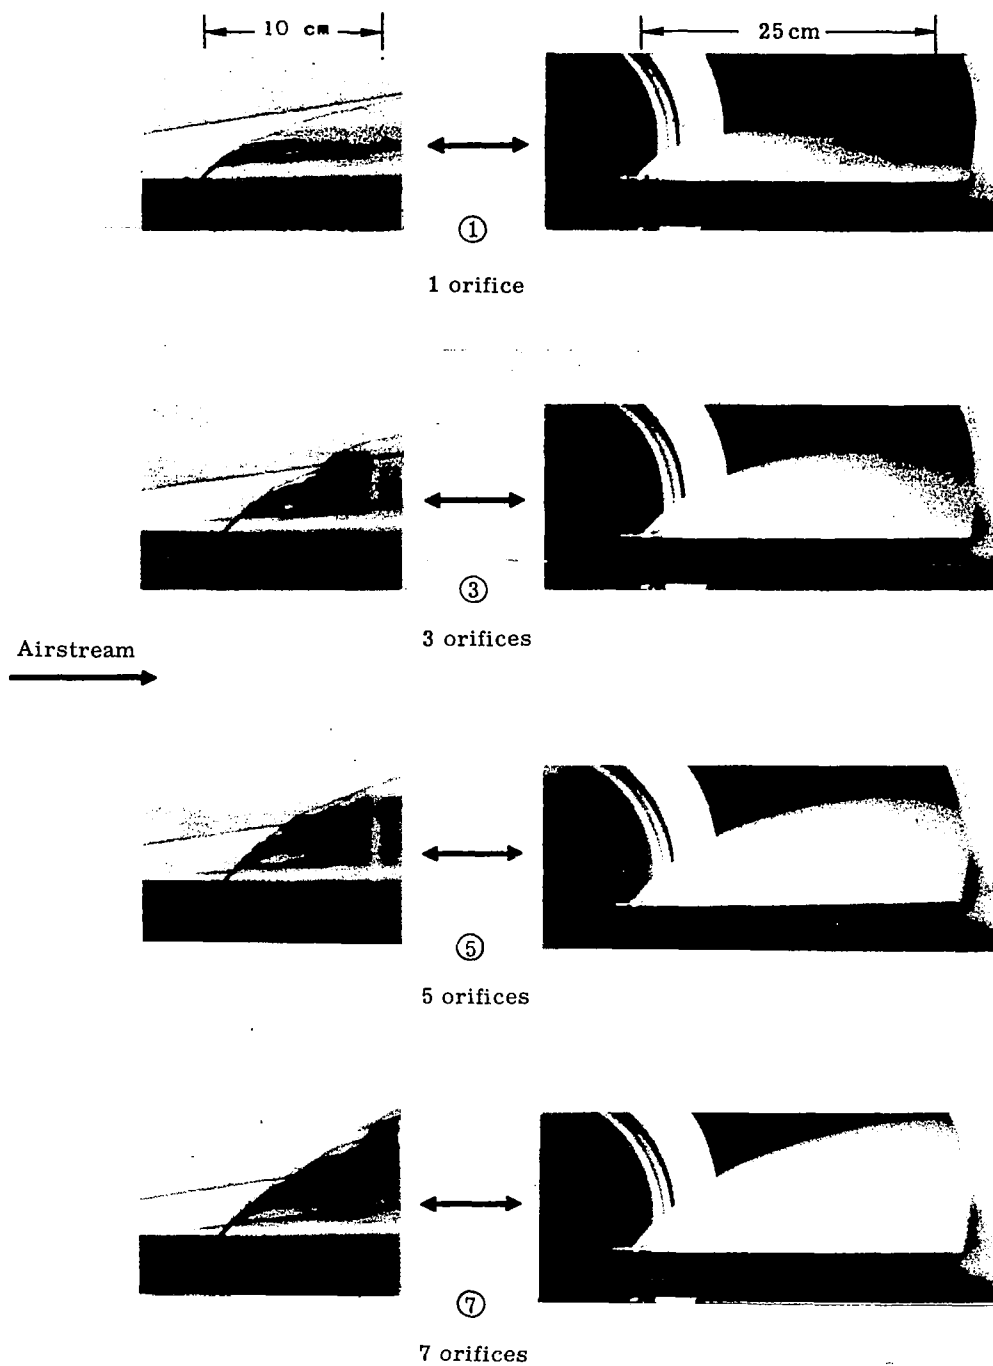 10 cm
25 cm
①
1 orifice
③
3 orifices
Airstream
⑤
5 orifices
⑦
7 orifices